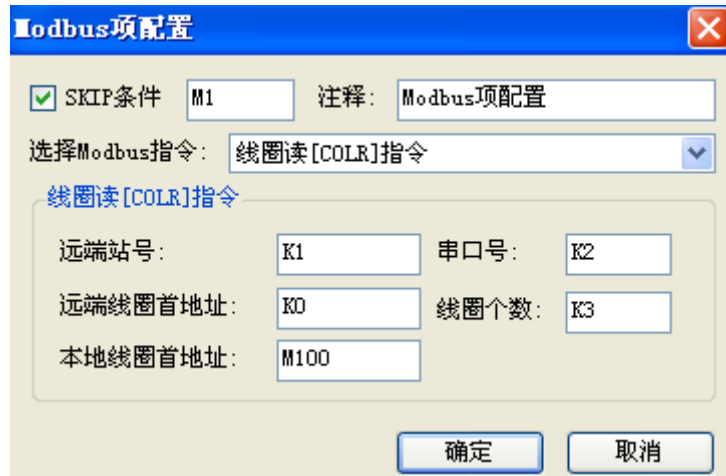 Modbus项配置
SKIP条件 M1 注释: Modbus项配置
选择Modbus指令: 线圈读[COLR]指令
线圈读[COLR]指令
远端站号: K1 串口号: K2
远端线圈首地址: K0 线圈个数: K3
本地线圈首地址: M100
确定 取消